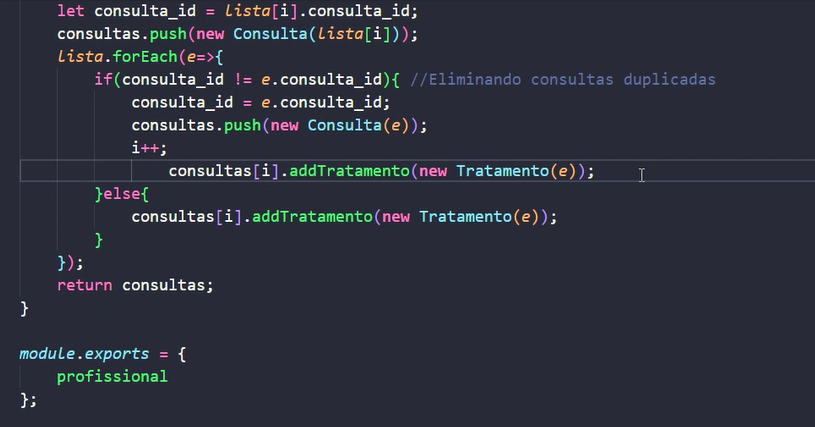 let consulta_id = lista[i].consulta_id;
consultas.push(new Consulta(lista[i]));
lista.forEach(e=>{
if(consulta_id != e.consulta_id){ //Eliminando consultas duplicadas
consulta_id = e.consulta_id;
consultas.push(new Consulta(e));
i++;
consultas[i].addTratamento(new Tratamento(e));
}else{
consultas[i].addTratamento(new Tratamento(e));
}
});
return consultas;
}
module.exports = {
profissional
};